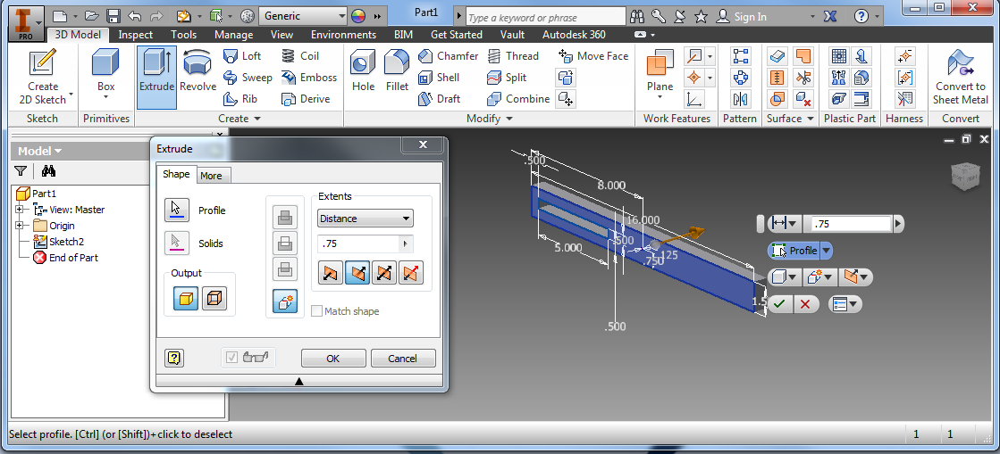 Generic
Part1
Type a keyword or phrase
Sign In
PRO
3D Model Inspect Tools Manage View Environments BIM Get Started Vault Autodesk 360
Create
2D Sketch
Box
Extrude
Revolve
Loft
Sweep
Rib
Coil
Emboss
Derive
Hole
Fillet
Chamfer
Shell
Draft
Thread
Split
Combine
Move Face
Plane
Convert to
Sheet Metal
Sketch Primitives Create Modify Work Features Pattern Surface Plastic Part Harness Convert
Model
Part1
View: Master
Origin
Sketch2
End of Part
Extrude
Shape More
Profile
Solids
Output
Extents
Distance
.75
Match shape
OK Cancel
.500
8.000
16.000
5.000
.500
.125
.750
1.5
.500
.75
Profile
Select profile. [Ctrl] (or [Shift])+click to deselect
1 1